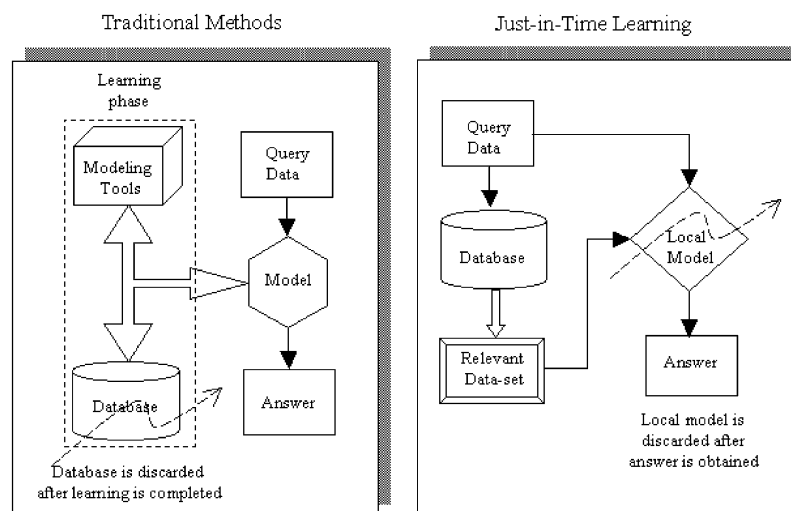 Traditional Methods
Learning
phase
Modeling
Tools
Query
Data
Model
Database
Answer
Database is discarded
after learning is completed
Just-in-Time Learning
Query
Data
Database
Local
Model
Relevant
Data-set
Answer
Local model is
discarded after
answer is obtained